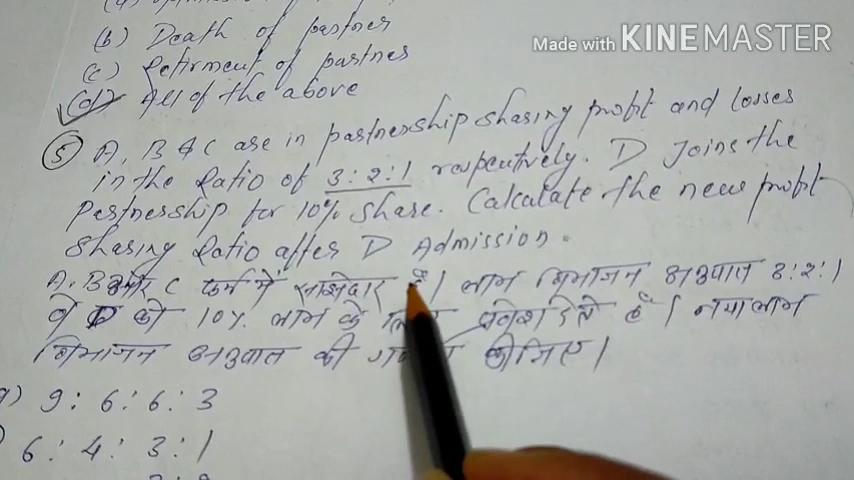 (b) Death of partner
Made with KINEMASTER
(c) Retirment of partner
(d) All of the above
(5) A, B & C are in partnership sharing profit and losses
in the Ratio of 3:2:1 respeutively. D Joins the
Partnership for 10% share. Calculate the new profit
Sharing Ratio after D Admission.
A, B और C फर्म में साझेदार हैं। लाभ विभाजन अनुपात 3:2:1
वे D को 10% लाभ के लिए प्रवेश देते हैं। नया लाभ
विभाजन अनुपात की कीजिए।
9 : 6 : 6 : 3
6 : 4 : 3 : 1